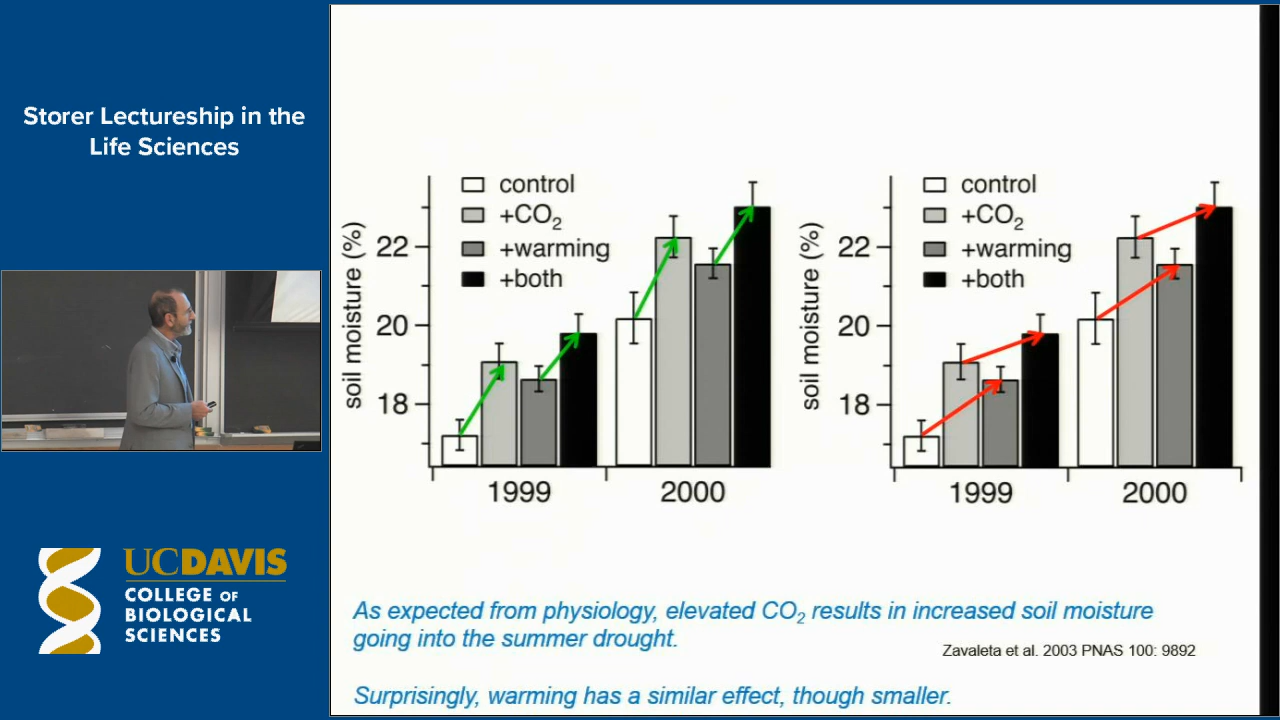 Storer Lectureship in the
Life Sciences
UCDAVIS
COLLEGE OF
BIOLOGICAL
SCIENCES
soil moisture (%)
22
20
18
control
+CO2
+warming
+both
1999
2000
soil moisture (%)
22
20
18
control
+CO2
+warming
+both
1999
2000
As expected from physiology, elevated CO2 results in increased soil moisture
going into the summer drought.
Zavaleta et al. 2003 PNAS 100: 9892
Surprisingly, warming has a similar effect, though smaller.